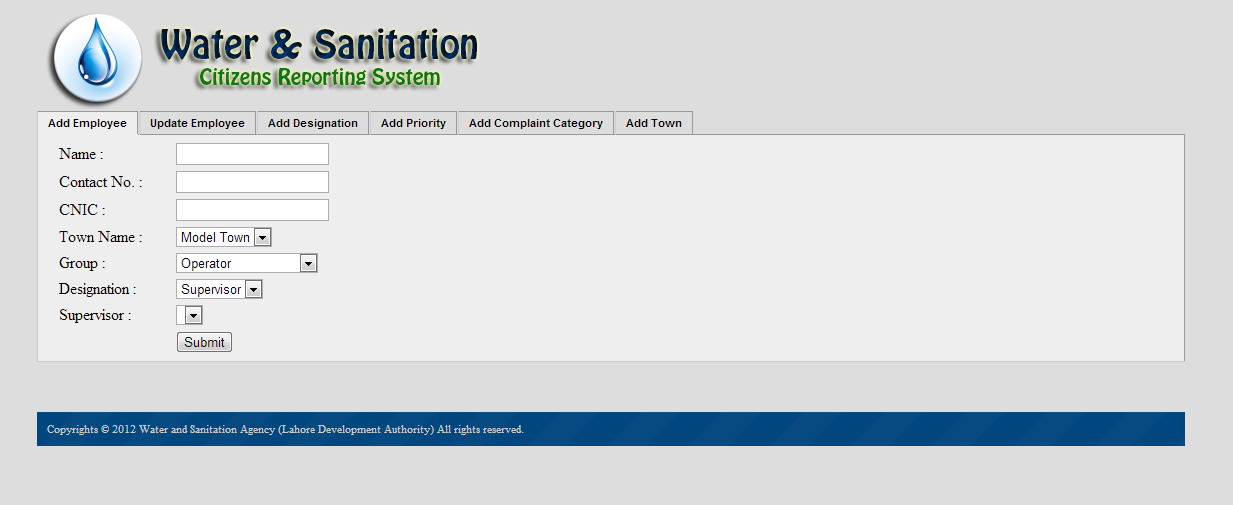 Water & Sanitation
Citizens Reporting System
Add Employee Update Employee Add Designation Add Priority Add Complaint Category Add Town
Name :
Contact No. :
CNIC :
Town Name : Model Town
Group : Operator
Designation : Supervisor
Supervisor :
Submit
Copyrights © 2012 Water and Sanitation Agency (Lahore Development Authority) All rights reserved.